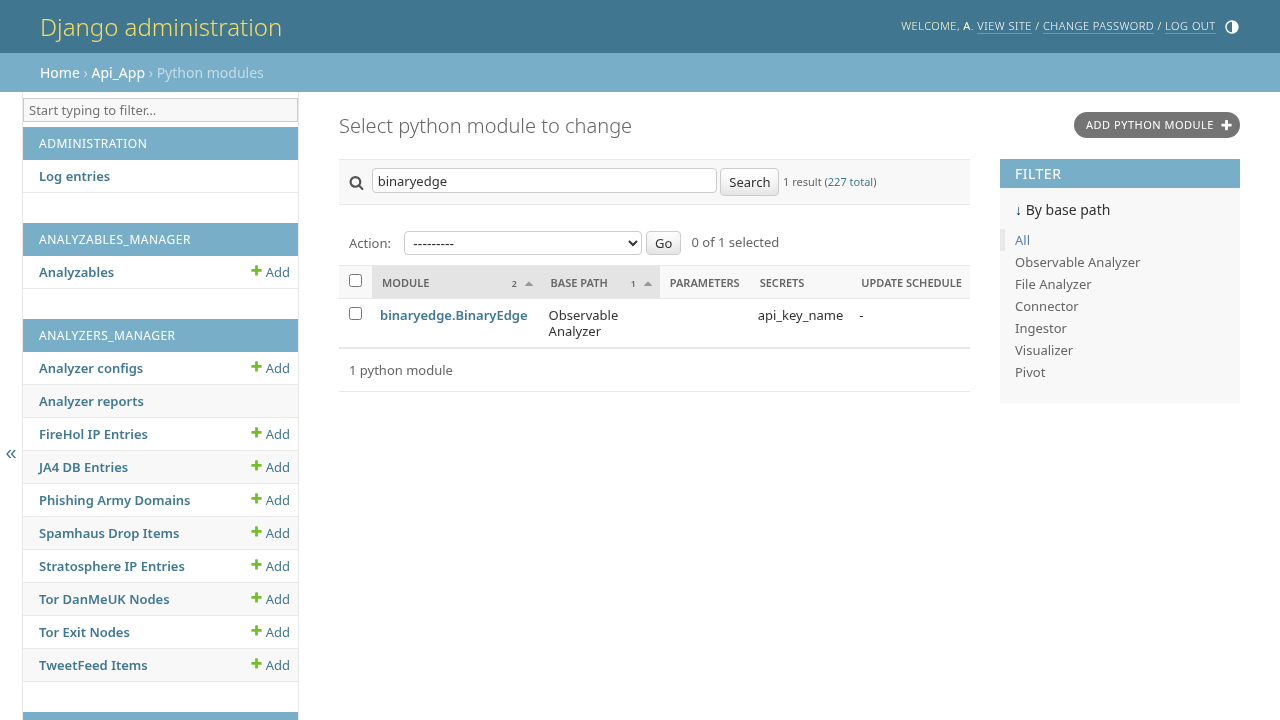 Django administration
WELCOME, A. VIEW SITE / CHANGE PASSWORD / LOG OUT
Home › Api_App › Python modules
Start typing to filter...
ADMINISTRATION
Log entries
ANALYZABLES_MANAGER
Analyzables Add
ANALYZERS_MANAGER
Analyzer configs Add
Analyzer reports
FireHol IP Entries Add
JA4 DB Entries Add
Phishing Army Domains Add
Spamhaus Drop Items Add
Stratosphere IP Entries Add
Tor DanMeUK Nodes Add
Tor Exit Nodes Add
TweetFeed Items Add
«
Select python module to change
ADD PYTHON MODULE
binaryedge Search 1 result (227 total)
Action: --------- Go 0 of 1 selected
MODULE 2 BASE PATH 1 PARAMETERS SECRETS UPDATE SCHEDULE
binaryedge.BinaryEdge Observable api_key_name -
Analyzer
1 python module
FILTER
↓ By base path
All
Observable Analyzer
File Analyzer
Connector
Ingestor
Visualizer
Pivot